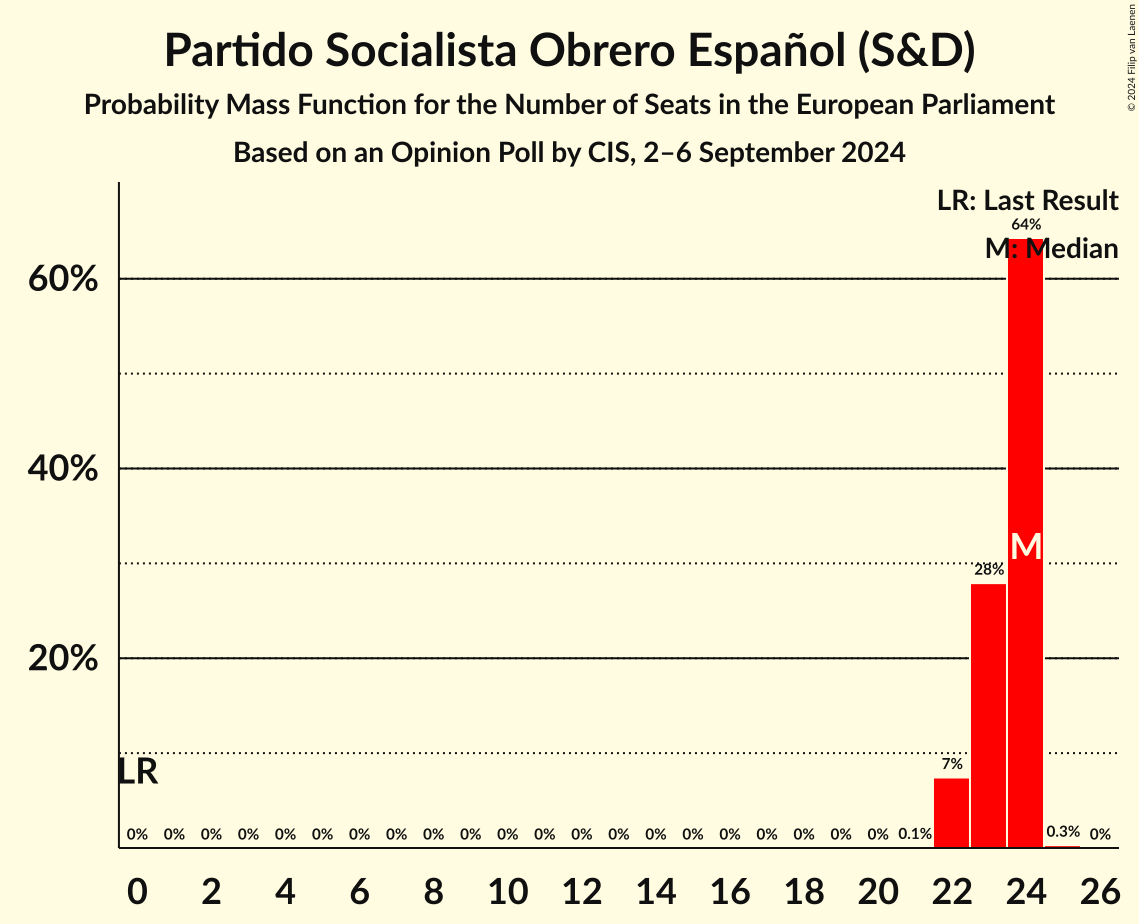 Partido Socialista Obrero Español (S&D)
Probability Mass Function for the Number of Seats in the European Parliament
Based on an Opinion Poll by CIS, 2–6 September 2024
© 2024 Filip van Laenen
LR: Last Result
64%
M: Median
60%
40%
M
28%
20%
LR
7%
0% 0% 0% 0% 0% 0% 0% 0% 0% 0% 0% 0% 0% 0% 0% 0% 0% 0% 0% 0% 0% 0.1% 0.3% 0%
0 2 4 6 8 10 12 14 16 18 20 22 24 26